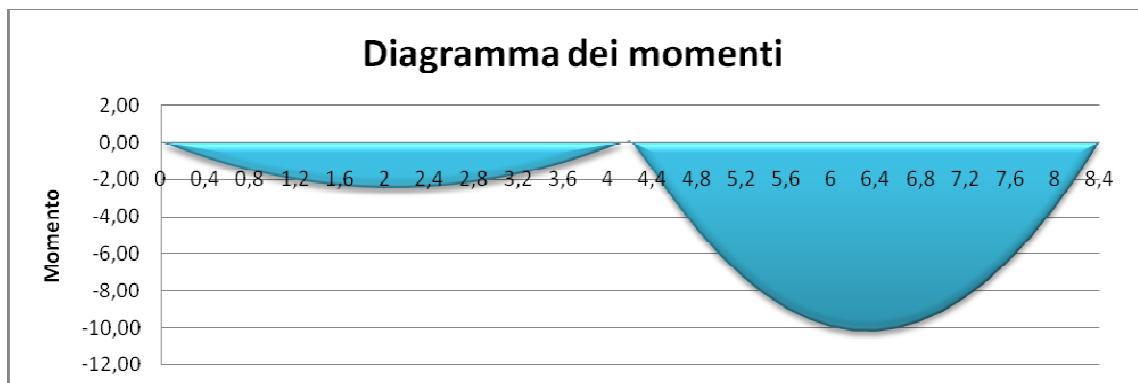 Diagramma dei momenti
2,00
0,00
-2,00
0 0,4 0,8 1,2 1,6 2 2,4 2,8 3,2 3,6 4 4,4 4,8 5,2 5,6 6 6,4 6,8 7,2 7,6 8 8,4
-4,00
-6,00
-8,00
-10,00
-12,00
Momento